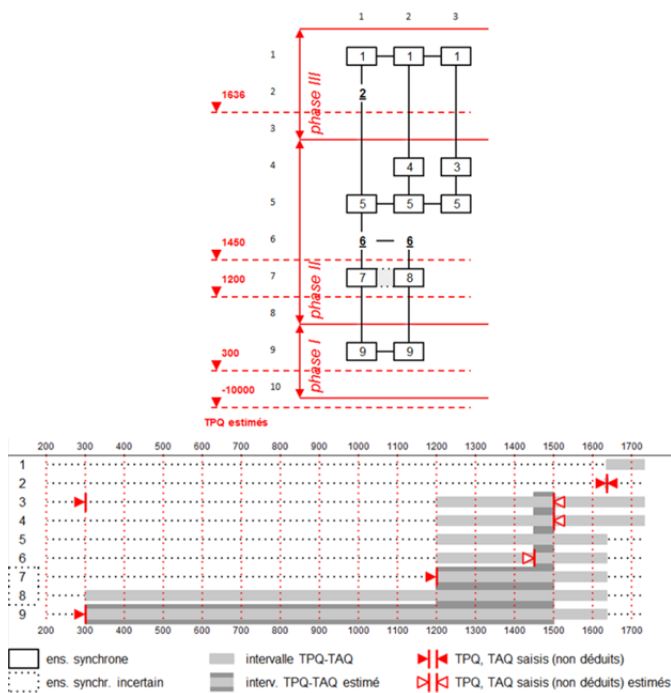 1 2 3
1 1 1 1
2 2
1636
3
phase III
4 4 3
5 5 5 5
6 6 6
1450
7 7 8
1200
8
phase II
9 9 9
300
10
phase I
-10000
TPQ estimés
200 300 400 500 600 700 800 900 1000 1100 1200 1300 1400 1500 1600 1700
1
2
3
4
5
6
7
8
9
200 300 400 500 600 700 800 900 1000 1100 1200 1300 1400 1500 1600 1700
ens. synchrone intervalle TPQ-TAQ TPQ, TAQ saisis (non déduits)
ens. synchr. incertain interv. TPQ-TAQ estimé TPQ, TAQ saisis (non déduits) estimés